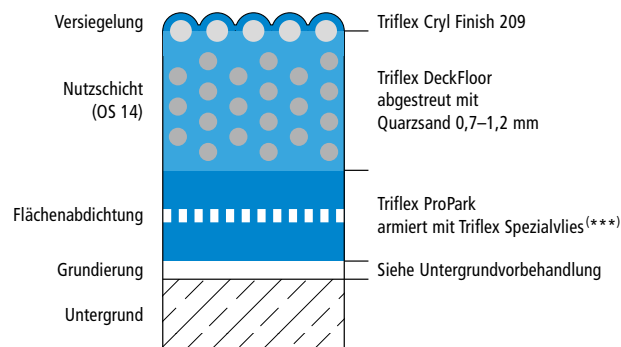 Versiegelung
Triflex Cryl Finish 209
Nutzschicht
(OS 14)
Triflex DeckFloor
abgestreut mit
Quarzsand 0,7–1,2 mm
Flächenabdichtung
Triflex ProPark
armiert mit Triflex Spezialvlies(***)
Grundierung
Siehe Untergrundvorbehandlung
Untergrund